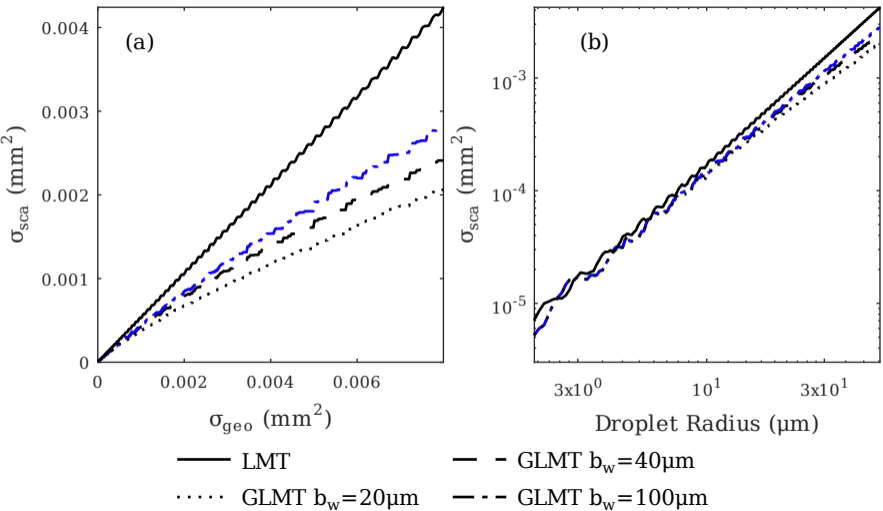 (a)
0.004
0.003
0.002
0.001
0
σsca (mm²)
0
0.002
0.004
0.006
σgeo (mm²)
(b)
10⁻³
10⁻⁴
10⁻⁵
σsca (mm²)
3x10⁰
10¹
3x10¹
Droplet Radius (μm)
LMT
GLMT bw=20μm
GLMT bw=40μm
GLMT bw=100μm